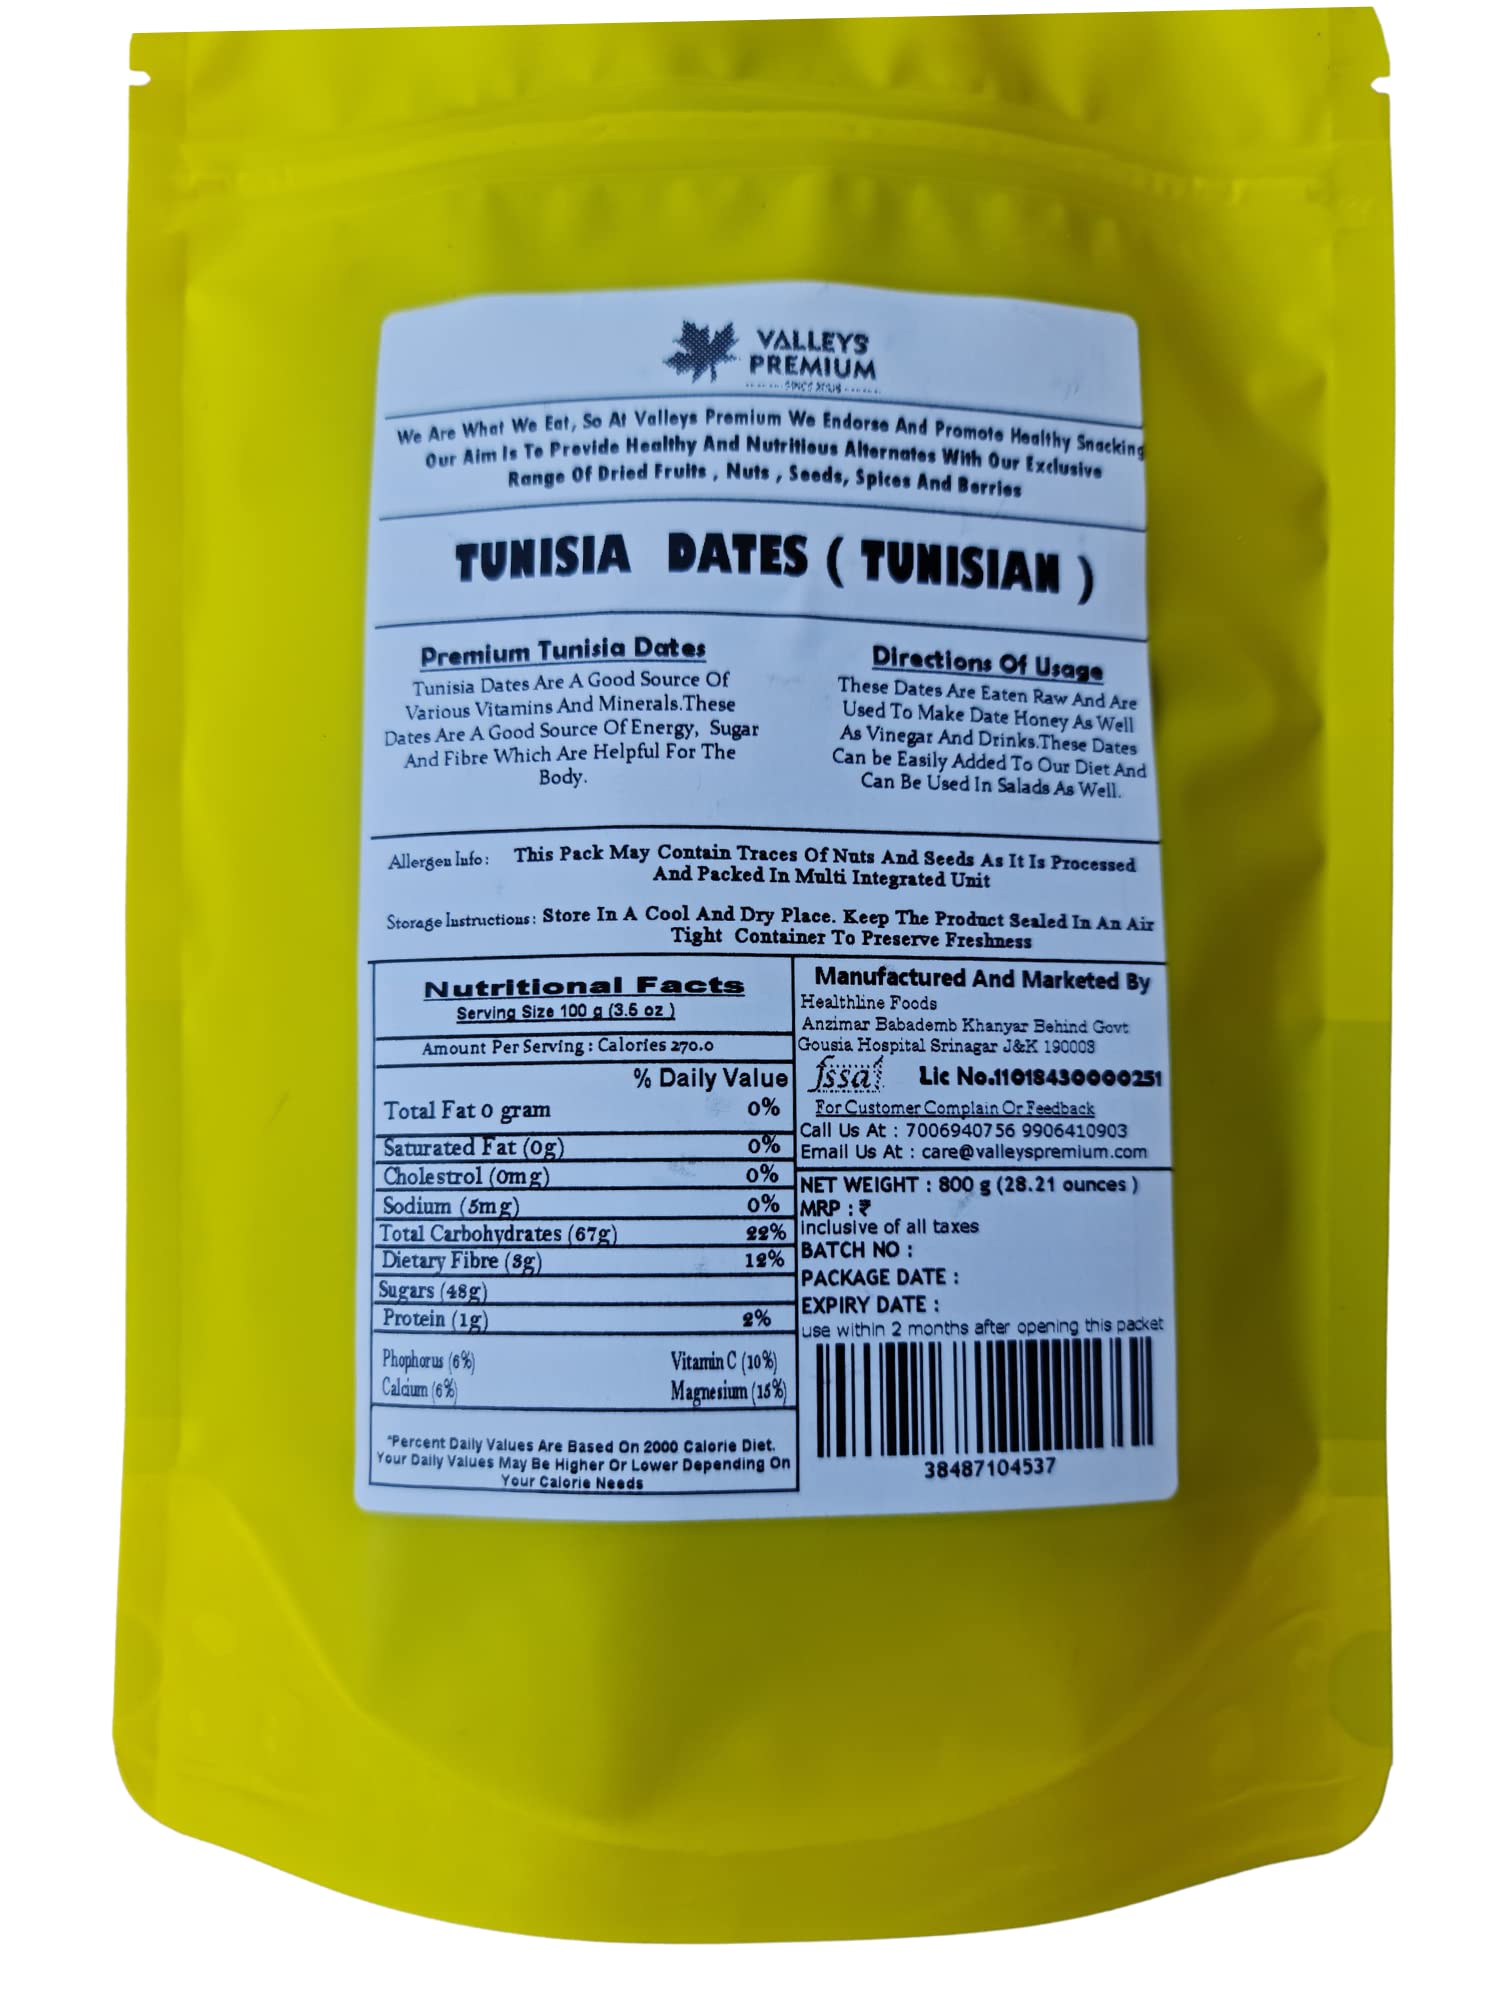 VALLEYS
PREMIUM
We Are What We Eat, So At Valleys Premium We Endorse And Promote Healthy Snacking
Our Aim Is To Provide Healthy And Nutritious Alternates With Our Exclusive
Range Of Dried Fruits , Nuts , Seeds, Spices And Berries
TUNISIA DATES ( TUNISIAN )
Premium Tunisia Dates
Tunisia Dates Are A Good Source Of
Various Vitamins And Minerals.These
Dates Are A Good Source Of Energy, Sugar
And Fibre Which Are Helpful For The
Body.
Directions Of Usage
These Dates Are Eaten Raw And Are
Used To Make Date Honey As Well
As Vinegar And Drinks.These Dates
Can be Easily Added To Our Diet And
Can Be Used In Salads As Well.
Allergen Info: This Pack May Contain Traces Of Nuts And Seeds As It Is Processed
And Packed In Multi Integrated Unit
Storage Instructions: Store In A Cool And Dry Place. Keep The Product Sealed In An Air
Tight Container To Preserve Freshness
Nutritional Facts
Serving Size 100 g (3.5 oz )
Amount Per Serving : Calories 270.0
% Daily Value
Total Fat 0 gram 0%
Saturated Fat (0g) 0%
Cholestrol (0mg) 0%
Sodium (5mg) 0%
Total Carbohydrates (67g) 22%
Dietary Fibre (3g) 12%
Sugars (48g)
Protein (1g) 2%
Phophorus (6%) Vitamin C (10%)
Calcium (6%) Magnesium (15%)
*Percent Daily Values Are Based On 2000 Calorie Diet.
Your Daily Values May Be Higher Or Lower Depending On
Your Calorie Needs
Manufactured And Marketed By
Healthline Foods
Anzimar Babademb Khanyar Behind Govt
Gousia Hospital Srinagar J&K 190003
fssai Lic No.11018430000251
For Customer Complain Or Feedback
Call Us At : 7006940756 9906410903
Email Us At : care@valleyspremium.com
NET WEIGHT : 800 g (28.21 ounces )
MRP : ₹
inclusive of all taxes
BATCH NO :
PACKAGE DATE :
EXPIRY DATE :
use within 2 months after opening this packet
38487104537